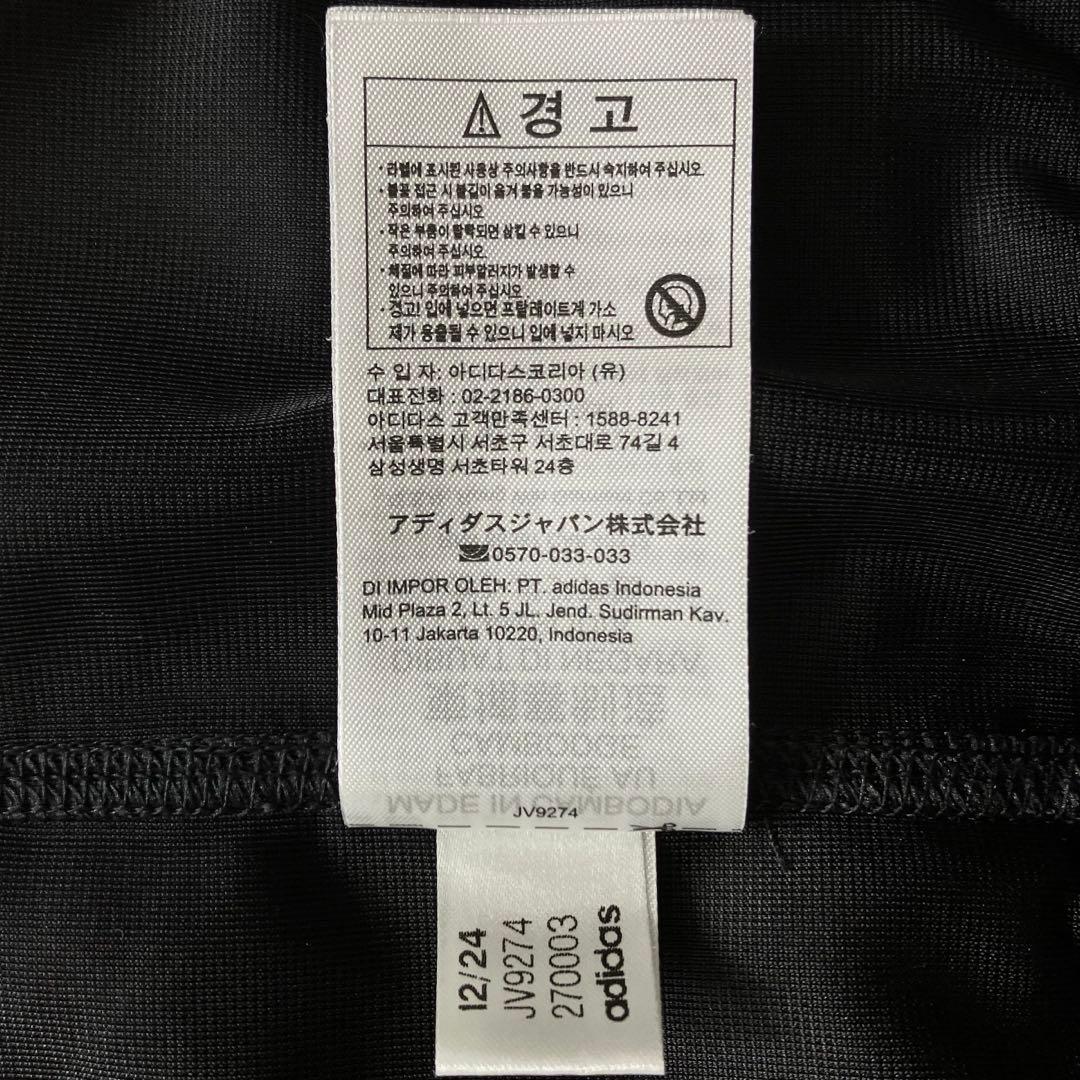 경 고
· 라벨에 표시된 사용상 주의사항을 반드시 숙지하여 주십시오.
· 불꽃 접근 시 불길이 옮겨 붙을 가능성이 있으니
주의하여 주십시오
· 작은 부품이 탈락되면 삼킬 수 있으니
주의하여 주십시오.
· 체질에 따라 피부알러지가 발생할 수
있으니 주의하여 주십시오
· 경고! 입에 넣으면 프탈레이트계 가소
제가 용출될 수 있으니 입에 넣지 마시오
수 입 자: 아디다스코리아 (유)
대표전화 : 02-2186-0300
아디다스 고객만족센터 : 1588-8241
서울특별시 서초구 서초대로 74길 4
삼성생명 서초타워 24층
アディダスジャパン株式会社
0570-033-033
DI IMPOR OLEH: PT. adidas Indonesia
Mid Plaza 2, Lt. 5 JL. Jend. Sudirman Kav.
10-11 Jakarta 10220, Indonesia
DIBUAT DI NEGARA
柬埔寨制造
CAMBODGE
FABRIQUÉ AU
MADE IN CAMBODIA
JV9274
12/24
JV9274
270003
adidas